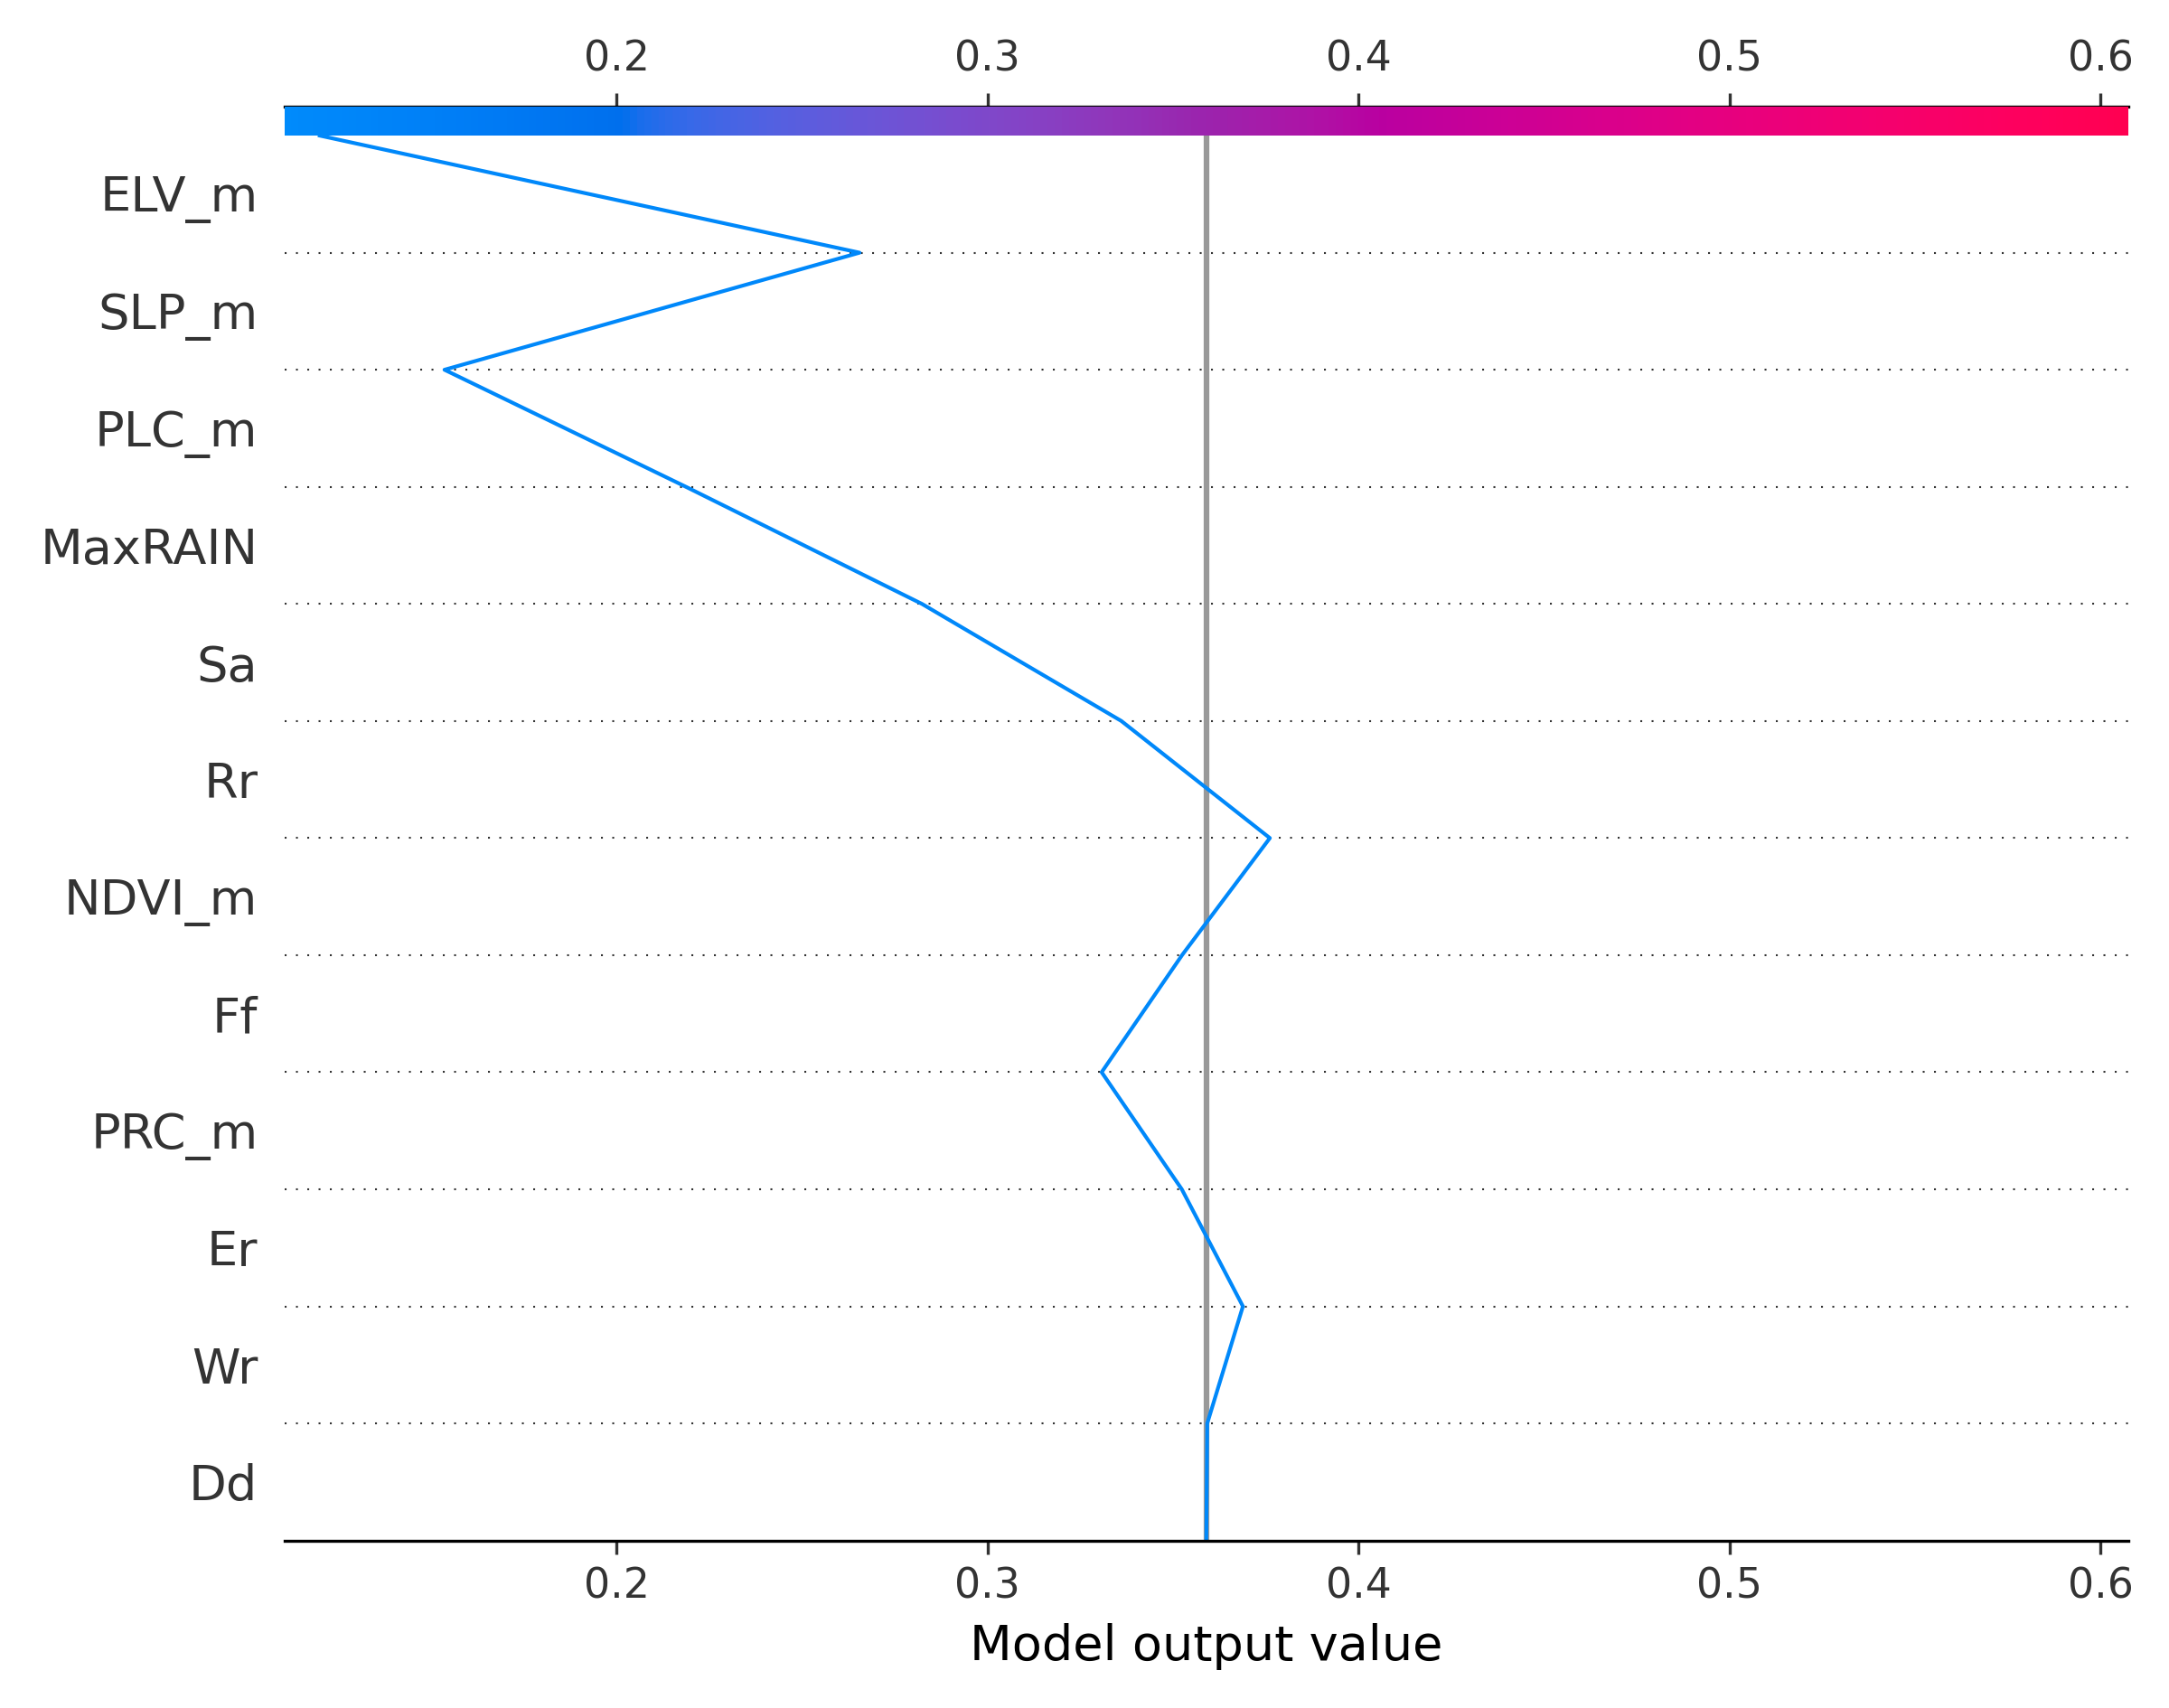 0.2 0.3 0.4 0.5 0.6
ELV_m
SLP_m
PLC_m
MaxRAIN
Sa
Rr
NDVI_m
Ff
PRC_m
Er
Wr
Dd
0.2 0.3 0.4 0.5 0.6
Model output value